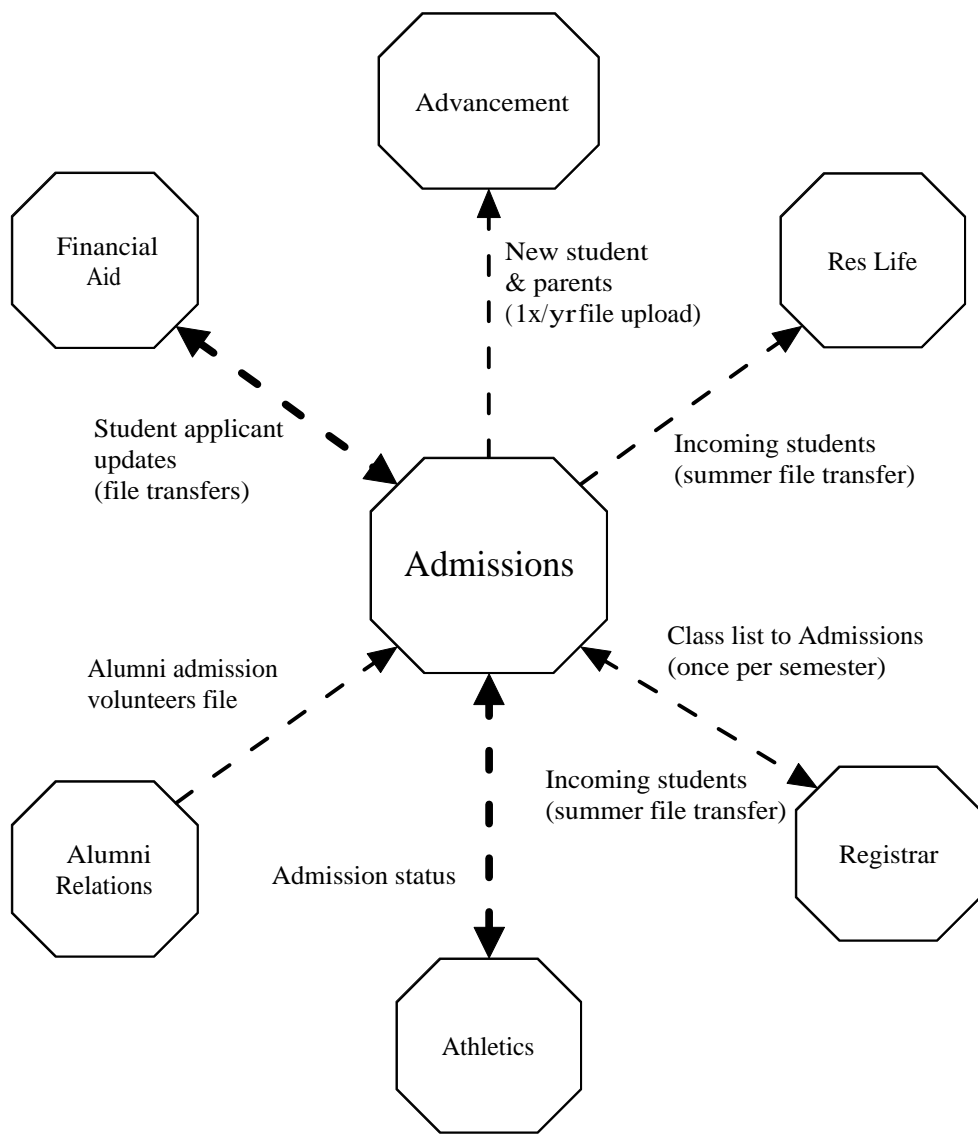 Advancement
Financial
Aid
New student
& parents
(1x/yr file upload)
Res Life
Student applicant
updates
(file transfers)
Incoming students
(summer file transfer)
Admissions
Alumni admission
volunteers file
Class list to Admissions
(once per semester)
Incoming students
(summer file transfer)
Alumni
Relations
Admission status
Registrar
Athletics